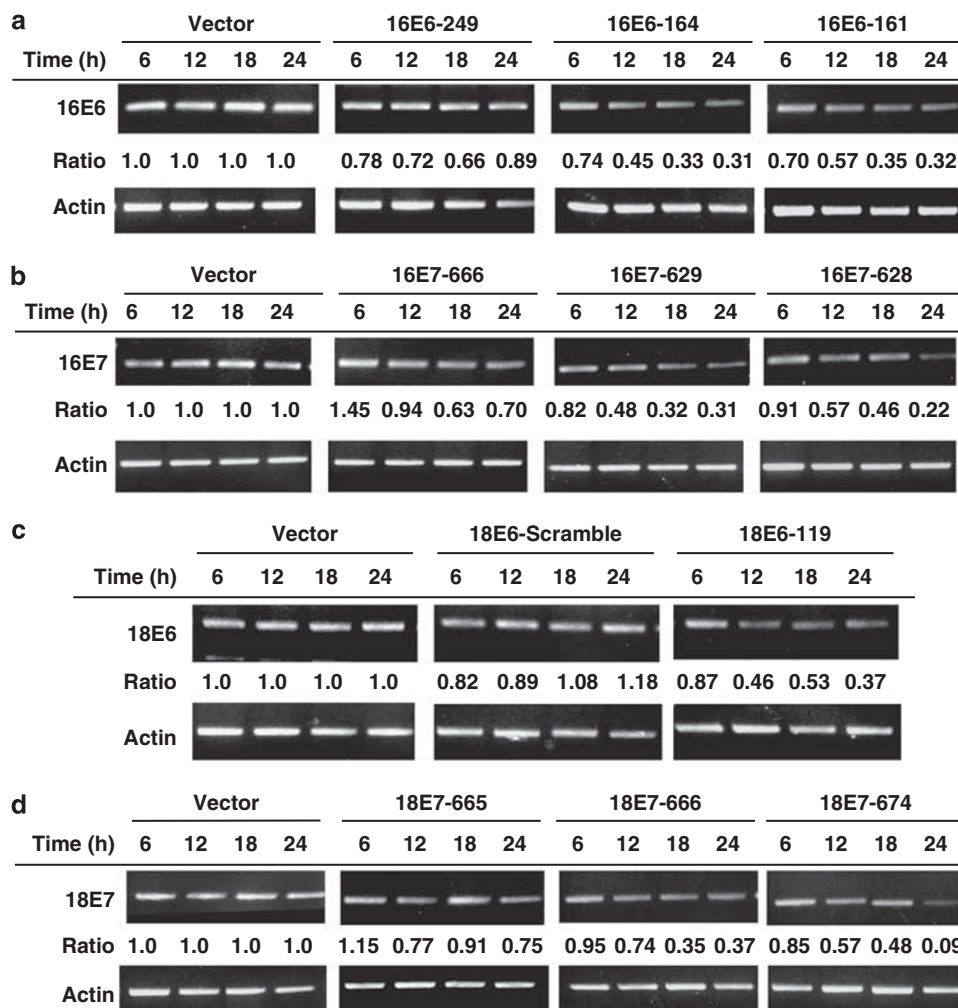 a Vector 16E6-249 16E6-164 16E6-161
Time (h) 6 12 18 24 6 12 18 24 6 12 18 24 6 12 18 24
16E6
Ratio 1.0 1.0 1.0 1.0 0.78 0.72 0.66 0.89 0.74 0.45 0.33 0.31 0.70 0.57 0.35 0.32
Actin
b Vector 16E7-666 16E7-629 16E7-628
Time (h) 6 12 18 24 6 12 18 24 6 12 18 24 6 12 18 24
16E7
Ratio 1.0 1.0 1.0 1.0 1.45 0.94 0.63 0.70 0.82 0.48 0.32 0.31 0.91 0.57 0.46 0.22
Actin
c Vector 18E6-Scramble 18E6-119
Time (h) 6 12 18 24 6 12 18 24 6 12 18 24
18E6
Ratio 1.0 1.0 1.0 1.0 0.82 0.89 1.08 1.18 0.87 0.46 0.53 0.37
Actin
d Vector 18E7-665 18E7-666 18E7-674
Time (h) 6 12 18 24 6 12 18 24 6 12 18 24 6 12 18 24
18E7
Ratio 1.0 1.0 1.0 1.0 1.15 0.77 0.91 0.75 0.95 0.74 0.35 0.37 0.85 0.57 0.48 0.09
Actin